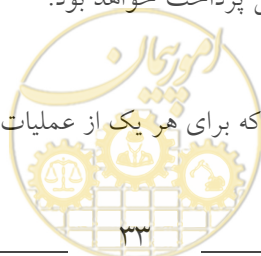 پرداخت خواهد بود.
امورپیمان
که برای هر یک از عملیات
۳۳